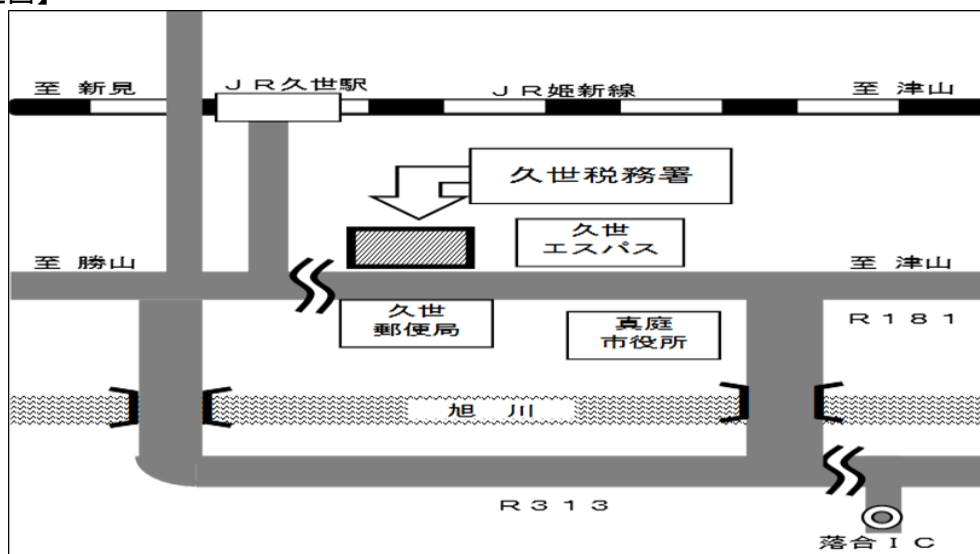 至 新見
ＪＲ久世駅
ＪＲ姫新線
至 津山
久世税務署
久世
エスパス
至 勝山
至 津山
久世
郵便局
真庭
市役所
Ｒ１８１
旭 川
Ｒ３１３
落合ＩＣ